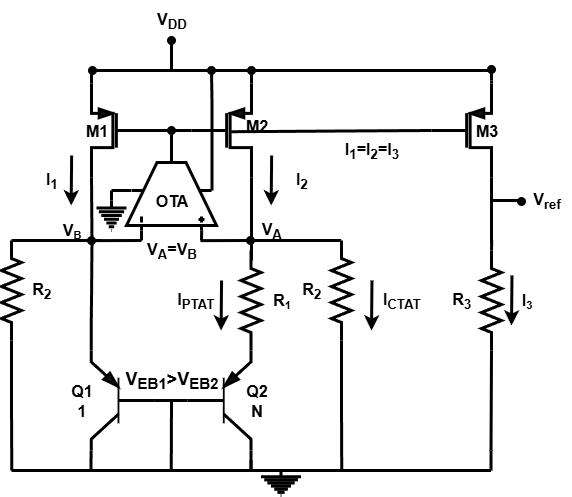 VDD
M1
M2
M3
I1=I2=I3
I1
OTA
I2
Vref
VB
VA
VA=VB
R2
IPTAT
R1
R2
ICTAT
R3
I3
VEB1>VEB2
Q1
1
Q2
N